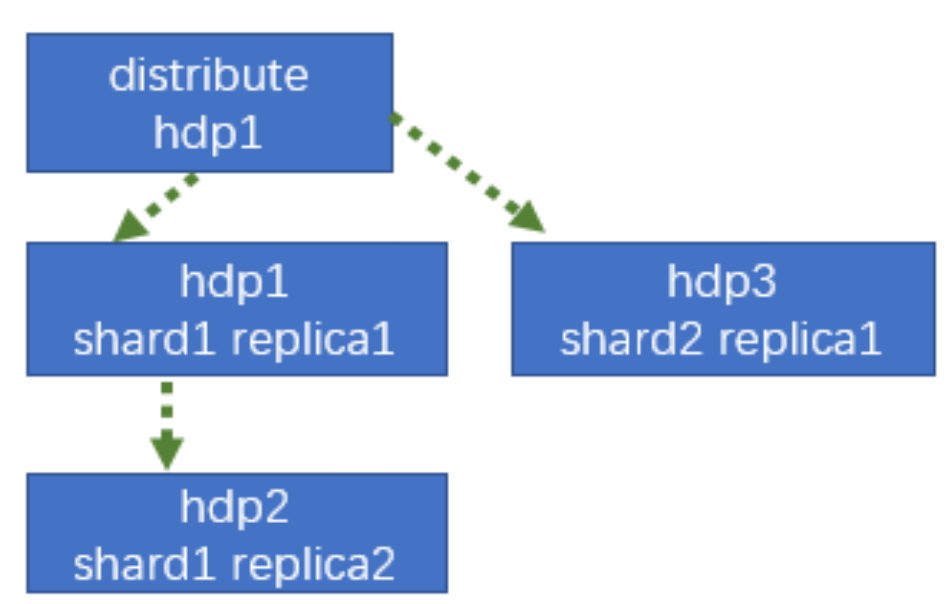 distribute
hdp1
hdp1
shard1 replica1
hdp3
shard2 replica1
hdp2
shard1 replica2